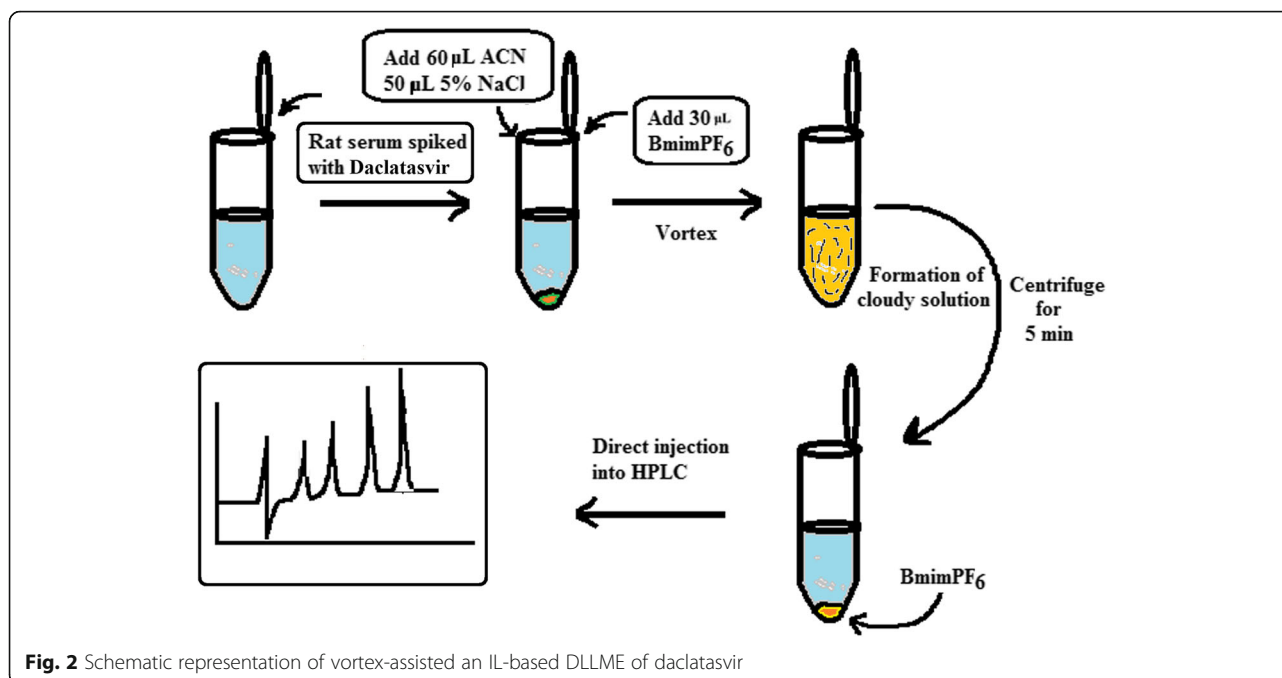 Add 60 µL ACN
50 µL 5% NaCl
Rat serum spiked
with Daclatasvir
Add 30 µL
BmimPF6
Vortex
Formation of
cloudy solution
Centrifuge
for
5 min
Direct injection
into HPLC
BmimPF6
Fig. 2 Schematic representation of vortex-assisted an IL-based DLLME of daclatasvir